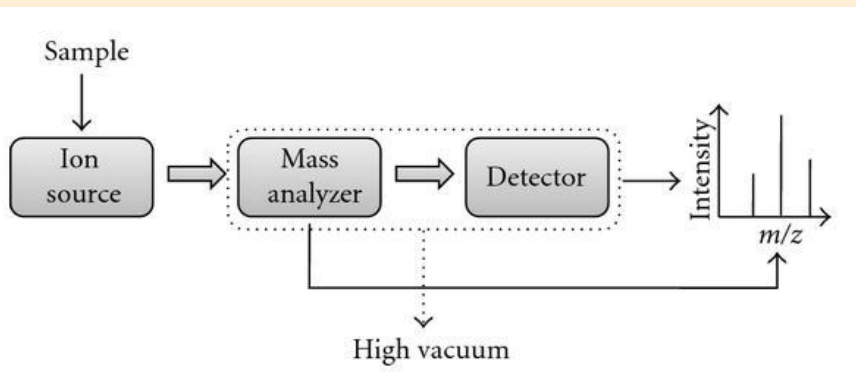 Sample
Ion
source
Mass
analyzer
Detector
Intensity
m/z
High vacuum